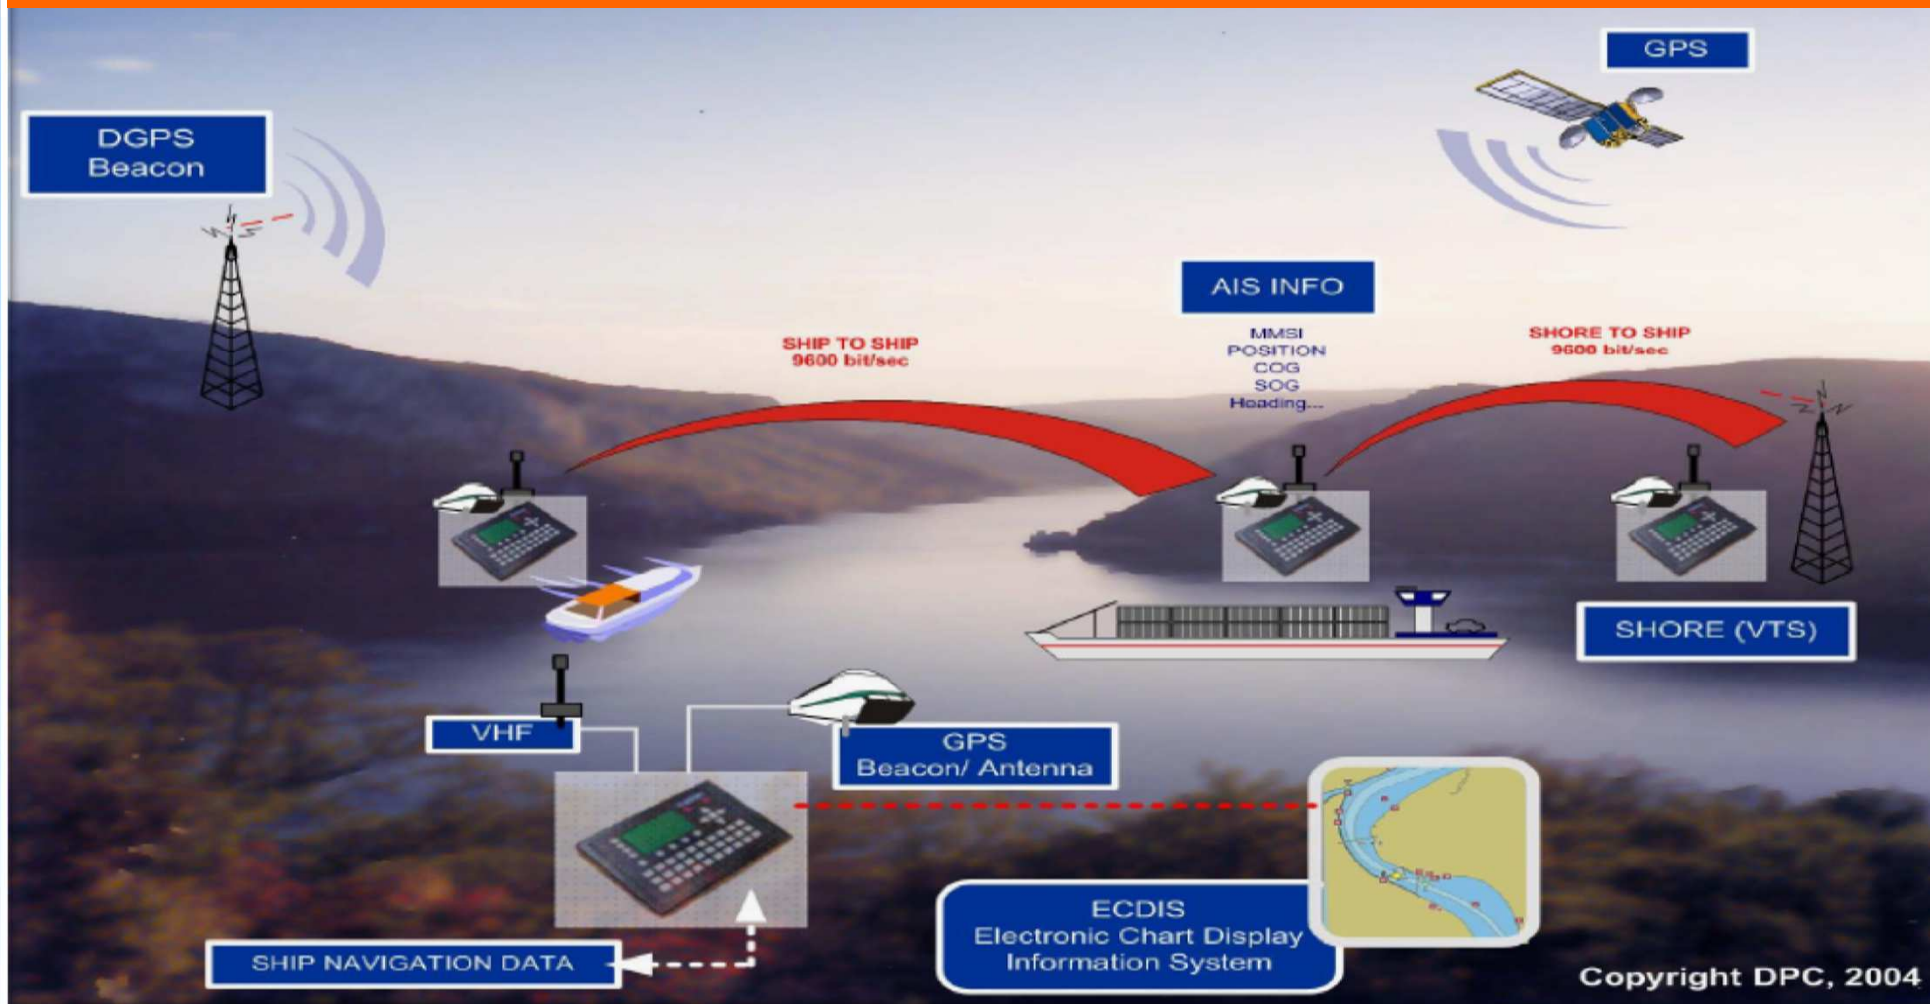 GPS
DGPS
Beacon
AIS INFO
MMSI
POSITION
COG
SOG
Heading...
SHIP TO SHIP
9600 bit/sec
SHORE TO SHIP
9600 bit/sec
SHORE (VTS)
VHF
GPS
Beacon/ Antenna
ECDIS
Electronic Chart Display
Information System
SHIP NAVIGATION DATA
Copyright DPC, 2004